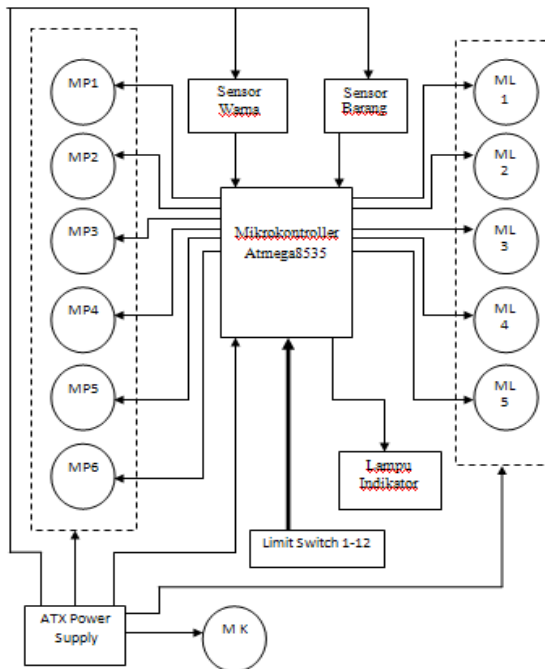 MP1
MP2
MP3
MP4
MP5
MP6
Sensor
Warna
Sensor
Barang
Mikrokontroller
Atmega8535
ML
1
ML
2
ML
3
ML
4
ML
5
Lampu
Indikator
Limit Switch 1-12
ATX Power
Supply
M K